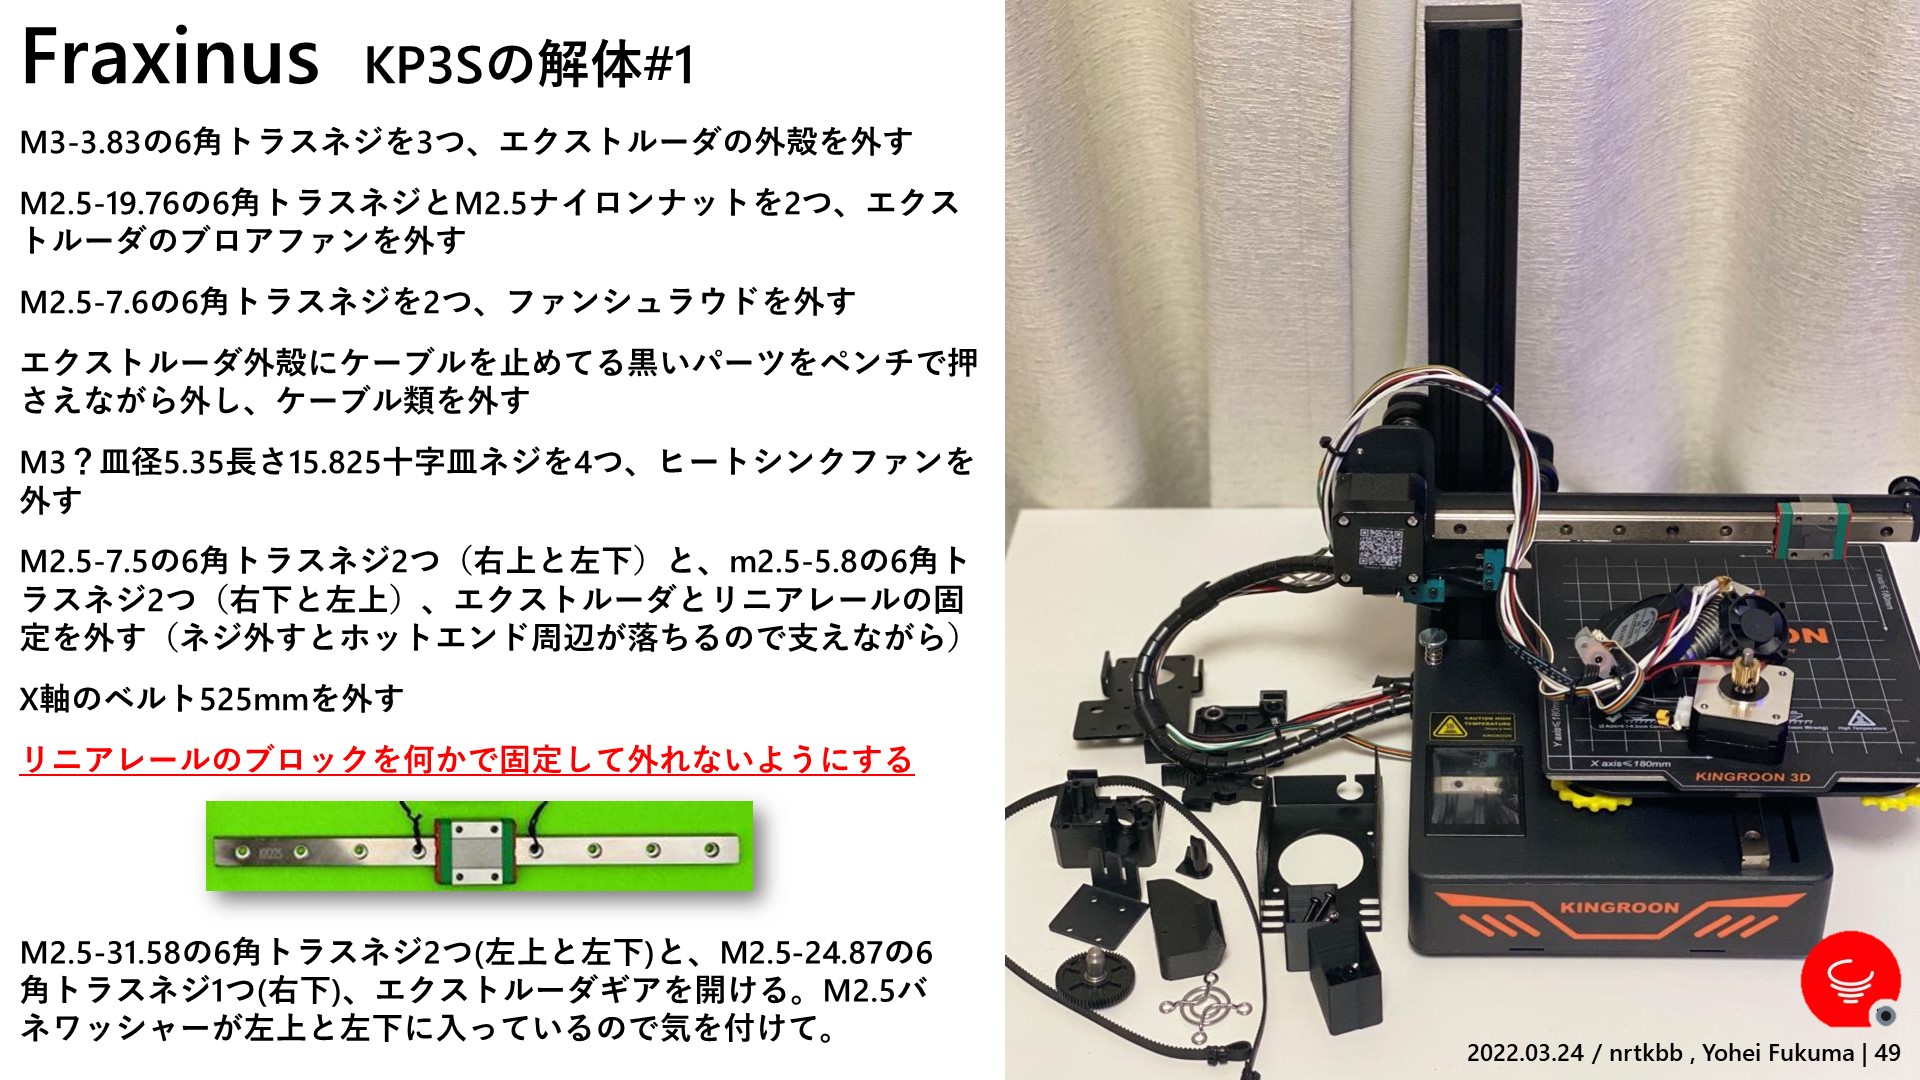 Fraxinus KP3Sの解体#1
M3-3.83の6角トラスネジを3つ、エクストルーダの外殻を外す
M2.5-19.76の6角トラスネジとM2.5ナイロンナットを2つ、エクス
トルーダのブロアファンを外す
M2.5-7.6の6角トラスネジを2つ、ファンシュラウドを外す
エクストルーダ外殻にケーブルを止めてる黒いパーツをペンチで押
さえながら外し、ケーブル類を外す
M3？皿径5.35長さ15.825十字皿ネジを4つ、ヒートシンクファンを
外す
M2.5-7.5の6角トラスネジ2つ（右上と左下）と、m2.5-5.8の6角ト
ラスネジ2つ（右下と左上）、エクストルーダとリニアレールの固
定を外す（ネジ外すとホットエンド周辺が落ちるので支えながら）
X軸のベルト525mmを外す
リニアレールのブロックを何かで固定して外れないようにする
M2.5-31.58の6角トラスネジ2つ(左上と左下)と、M2.5-24.87の6
角トラスネジ1つ(右下)、エクストルーダギアを開ける。M2.5バ
ネワッシャーが左上と左下に入っているので気を付けて。
CAUTION HIGH
TEMPERATURE
ON
Y axis≤180mm
Y axis≤180mm
High Temperature
X axis≤180mm
KINGROON 3D
KINGROON
2022.03.24 / nrtkbb , Yohei Fukuma | 49